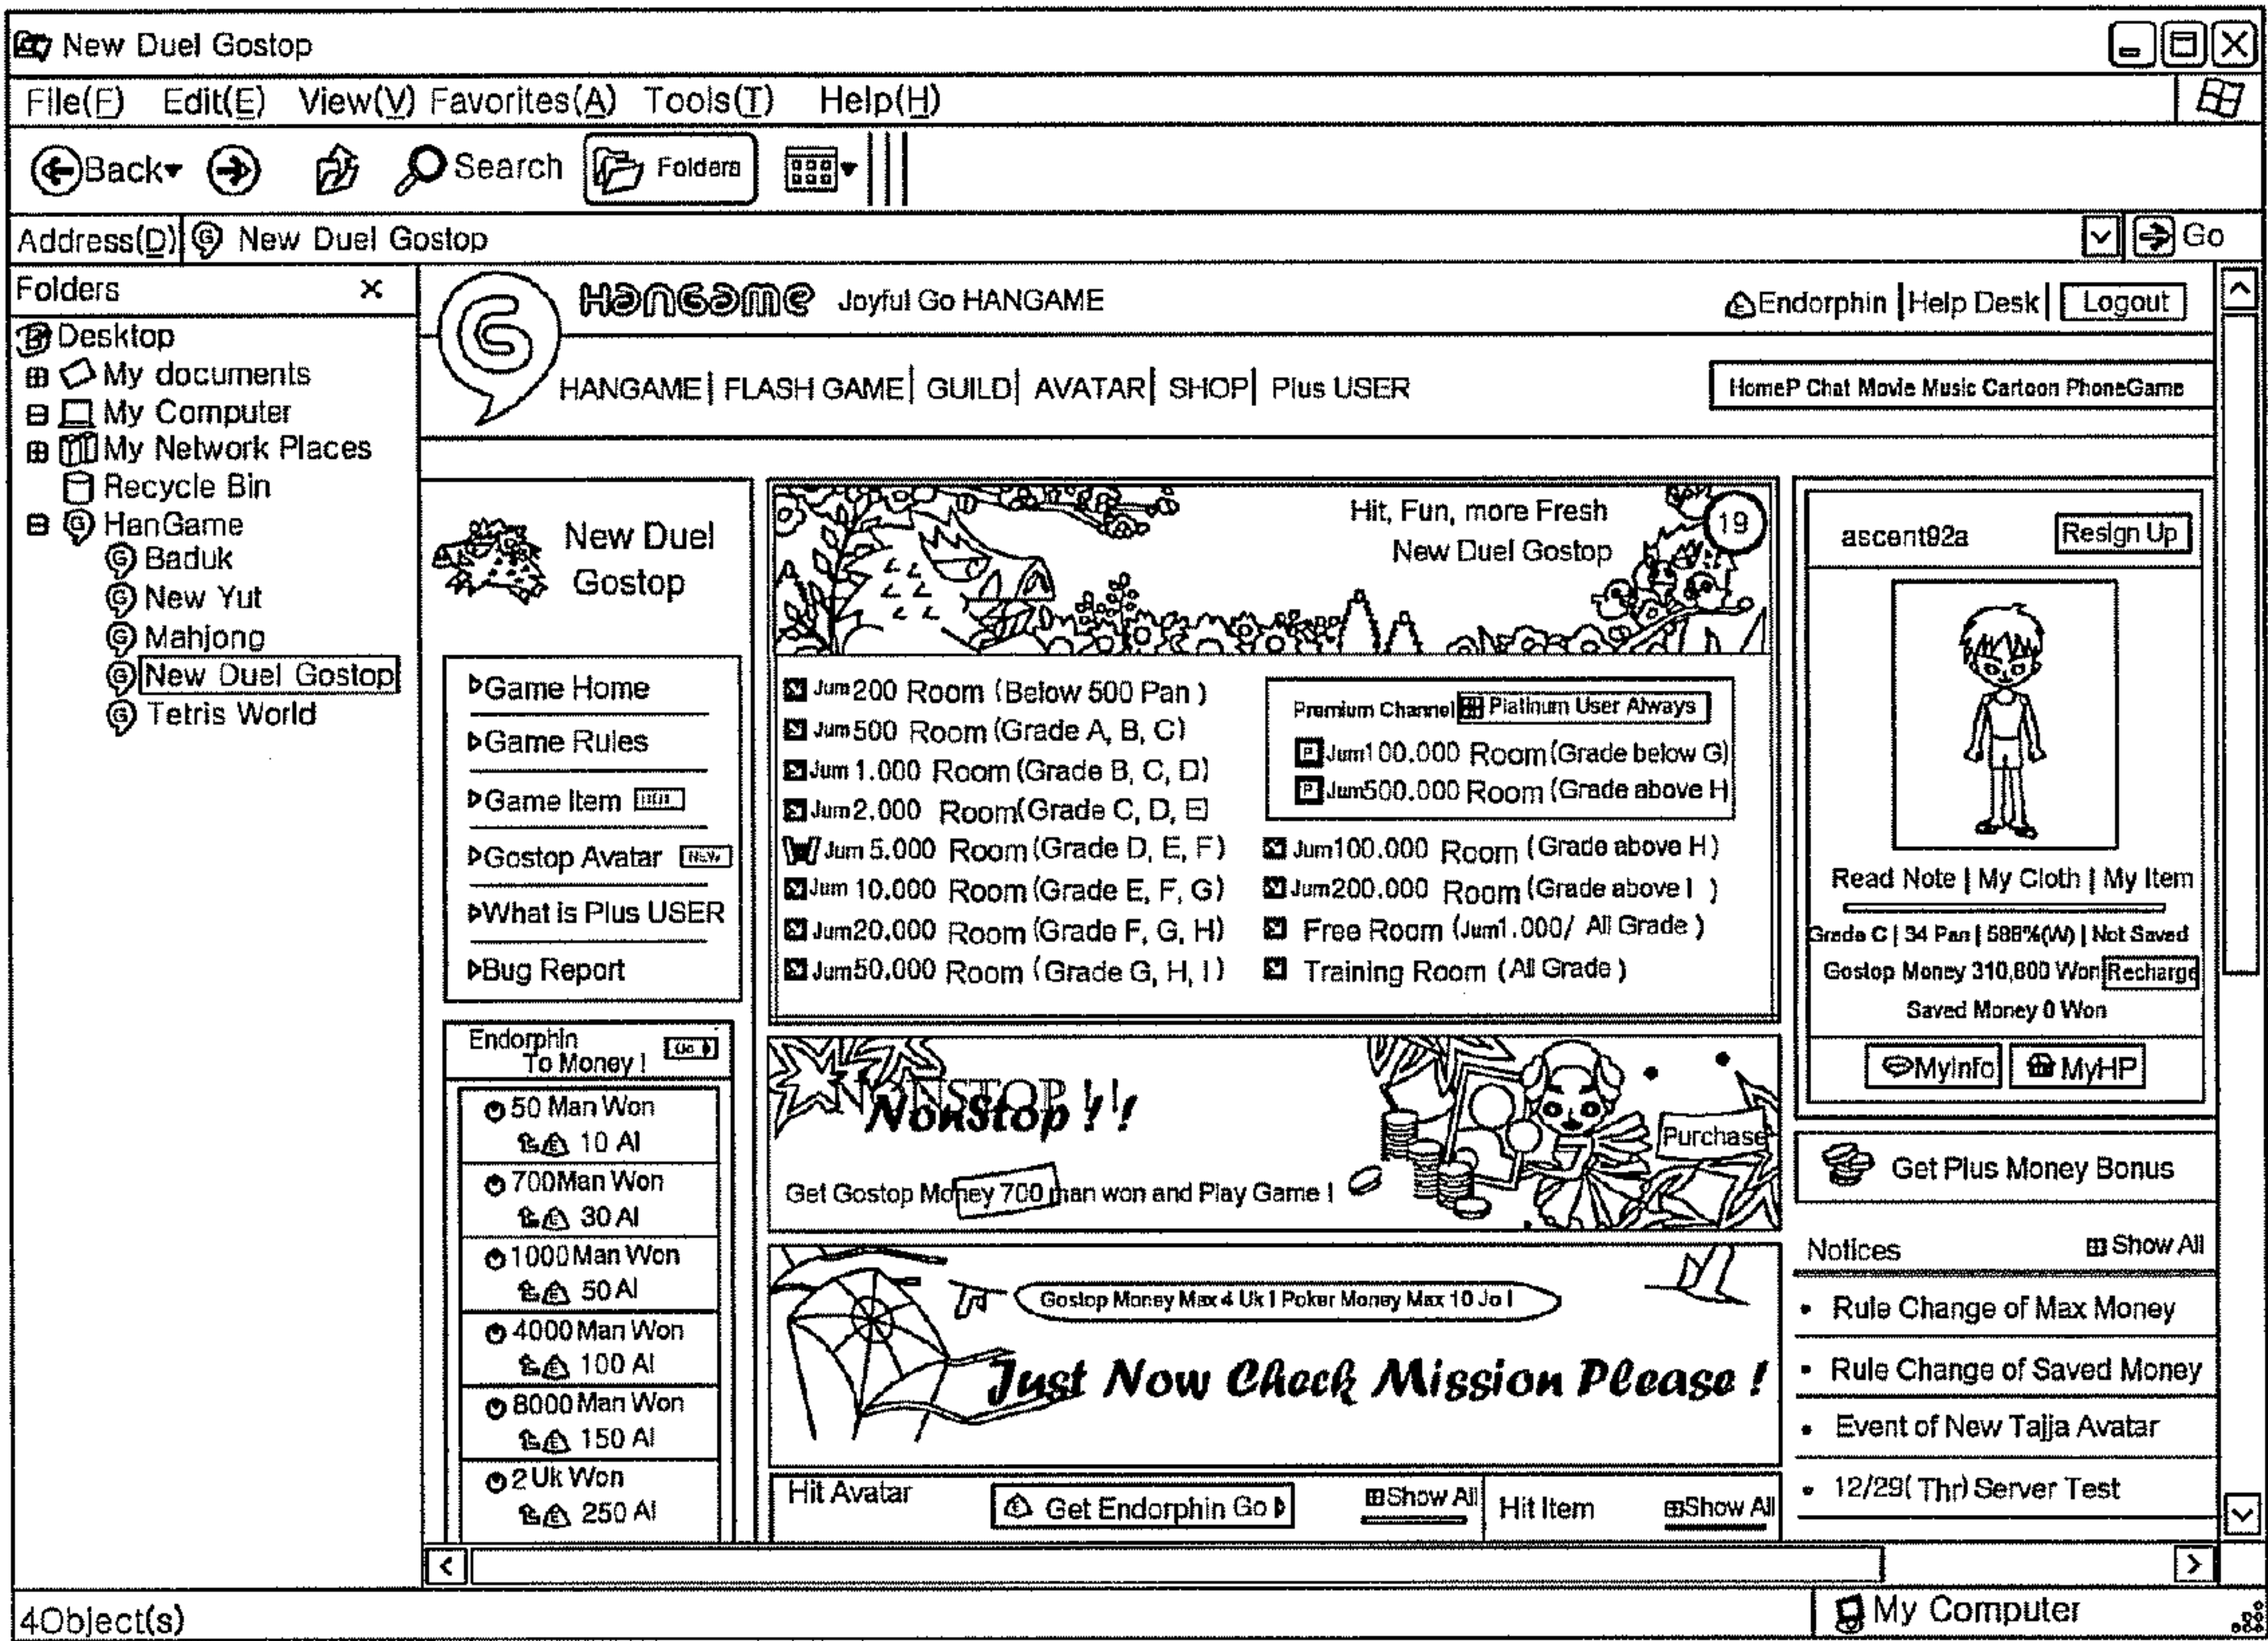 New Duel Gostop
File(F) Edit(E) View(V) Favorites(A) Tools(T) Help(H)
Back Search Folders
Address(D) New Duel Gostop Go
Folders
Desktop
My documents
My Computer
My Network Places
Recycle Bin
HanGame
Baduk
New Yut
Mahjong
New Duel Gostop
Tetris World
HANGAME Joyful Go HANGAME
Endorphin | Help Desk | Logout
HANGAME | FLASH GAME | GUILD | AVATAR | SHOP | Plus USER
HomeP Chat Movie Music Cartoon PhoneGame
New Duel
Gostop
Game Home
Game Rules
Game Item
Gostop Avatar NEW
What is Plus USER
Bug Report
Endorphin
To Money !
Go
50 Man Won
10 Al
700Man Won
30 Al
1000Man Won
50 Al
4000Man Won
100 Al
8000Man Won
150 Al
2 Uk Won
250 Al
Hit, Fun, more Fresh
New Duel Gostop
19
Jum200 Room (Below 500 Pan )
Jum500 Room (Grade A, B, C)
Jum 1.000 Room (Grade B, C, D)
Jum2.000 Room(Grade C, D, E)
Jum 5.000 Room (Grade D, E, F)
Jum 10.000 Room (Grade E, F, G)
Jum20.000 Room (Grade F, G, H)
Jum50.000 Room (Grade G, H, I)
Premium Channel Platinum User Always
P Jum100.000 Room (Grade below G)
P Jum500.000 Room (Grade above H
Jum100.000 Room (Grade above H)
Jum200.000 Room (Grade above I )
Free Room (Jum1.000/ All Grade )
Training Room (All Grade )
NONSTOP !!
NonStop !!
Get Gostop Money 700 man won and Play Game !
Purchase
Gostop Money Max 4 Uk ! Poker Money Max 10 Jo !
Just Now Check Mission Please !
Hit Avatar
Get Endorphin Go
Show All
Hit Item
Show All
ascent92a
Resign Up
Read Note | My Cloth | My Item
Grade C | 34 Pan | 588%(W) | Not Saved
Gostop Money 310,800 Won Recharge
Saved Money 0 Won
MyInfo MyHP
Get Plus Money Bonus
Notices Show All
• Rule Change of Max Money
• Rule Change of Saved Money
• Event of New Tajja Avatar
• 12/29( Thr) Server Test
4Object(s)
My Computer